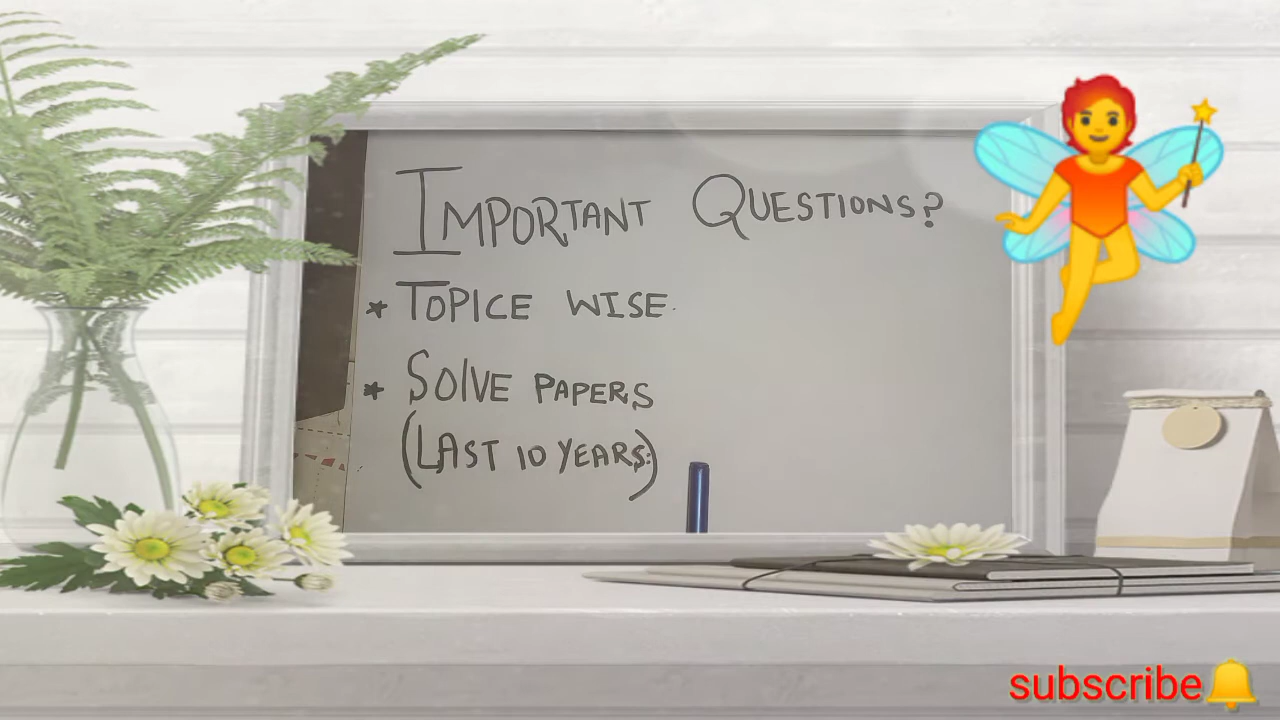 IMPORTANT QUESTIONS?
* TOPICE WISE.
* SOLVE PAPERS
(LAST 10 YEARS.)
subscribe